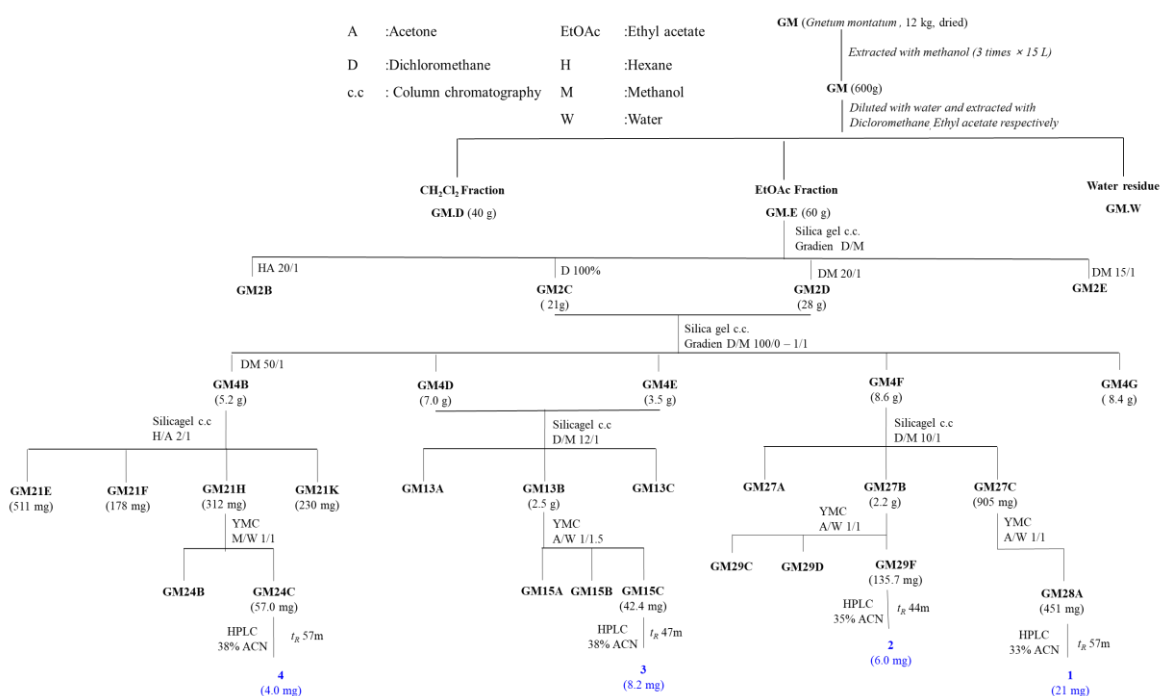 A :Acetone EtOAc :Ethyl acetate
D :Dichloromethane H :Hexane
c.c : Column chromatography M :Methanol
W :Water
GM (Gnetum montatum, 12 kg, dried)
Extracted with methanol (3 times × 15 L)
GM (600g)
Diluted with water and extracted with
Dicloromethane, Ethyl acetate respectively
CH2Cl2 Fraction EtOAc Fraction Water residue
GM.D (40 g) GM.E (60 g) GM.W
Silica gel c.c.
Gradien D/M
HA 20/1 D 100% DM 20/1 DM 15/1
GM2B GM2C GM2D GM2E
( 21g) (28 g)
Silica gel c.c.
Gradien D/M 100/0 – 1/1
DM 50/1
GM4B GM4D GM4E GM4F GM4G
(5.2 g) (7.0 g) (3.5 g) (8.6 g) ( 8.4 g)
Silicagel c.c Silicagel c.c Silicagel c.c
H/A 2/1 D/M 12/1 D/M 10/1
GM21E GM21F GM21H GM21K GM13A GM13B GM13C GM27A GM27B GM27C
(511 mg) (178 mg) (312 mg) (230 mg) (2.5 g) (2.2 g) (905 mg)
YMC YMC YMC YMC
M/W 1/1 A/W 1/1.5 A/W 1/1 A/W 1/1
GM24B GM24C GM15A GM15B GM15C GM29C GM29D GM29F GM28A
(57.0 mg) (42.4 mg) (135.7 mg) (451 mg)
HPLC tR 57m HPLC tR 47m HPLC tR 44m HPLC tR 57m
38% ACN 38% ACN 35% ACN 33% ACN
4 3 2 1
(4.0 mg) (8.2 mg) (6.0 mg) (21 mg)